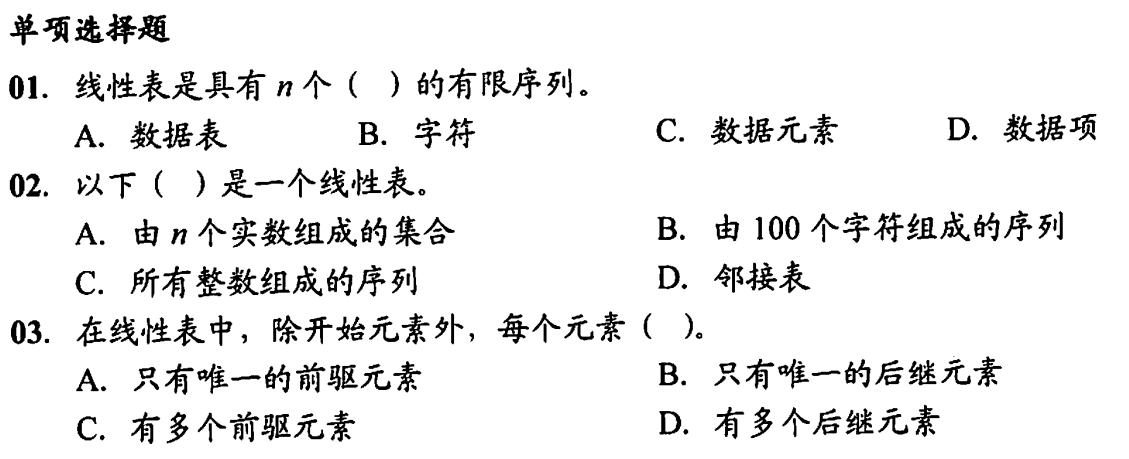 单项选择题
01. 线性表是具有 n 个（ ）的有限序列。
A. 数据表 B. 字符 C. 数据元素 D. 数据项
02. 以下（ ）是一个线性表。
A. 由 n 个实数组成的集合 B. 由 100 个字符组成的序列
C. 所有整数组成的序列 D. 邻接表
03. 在线性表中，除开始元素外，每个元素（ ）。
A. 只有唯一的前驱元素 B. 只有唯一的后继元素
C. 有多个前驱元素 D. 有多个后继元素